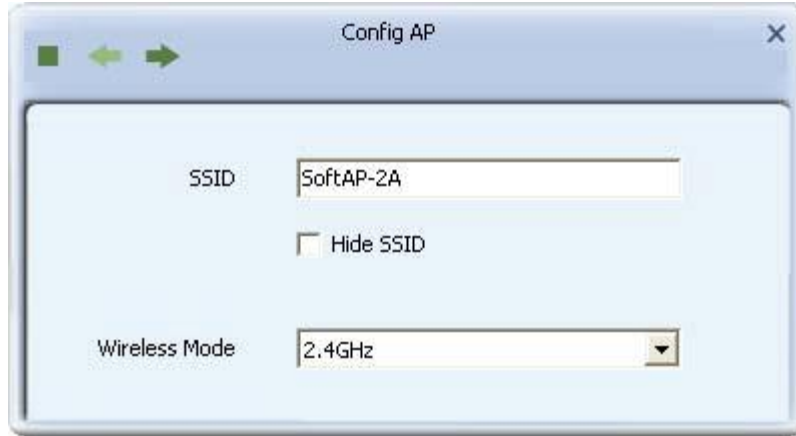 Config AP
SSID SoftAP-2A
Hide SSID
Wireless Mode 2.4GHz